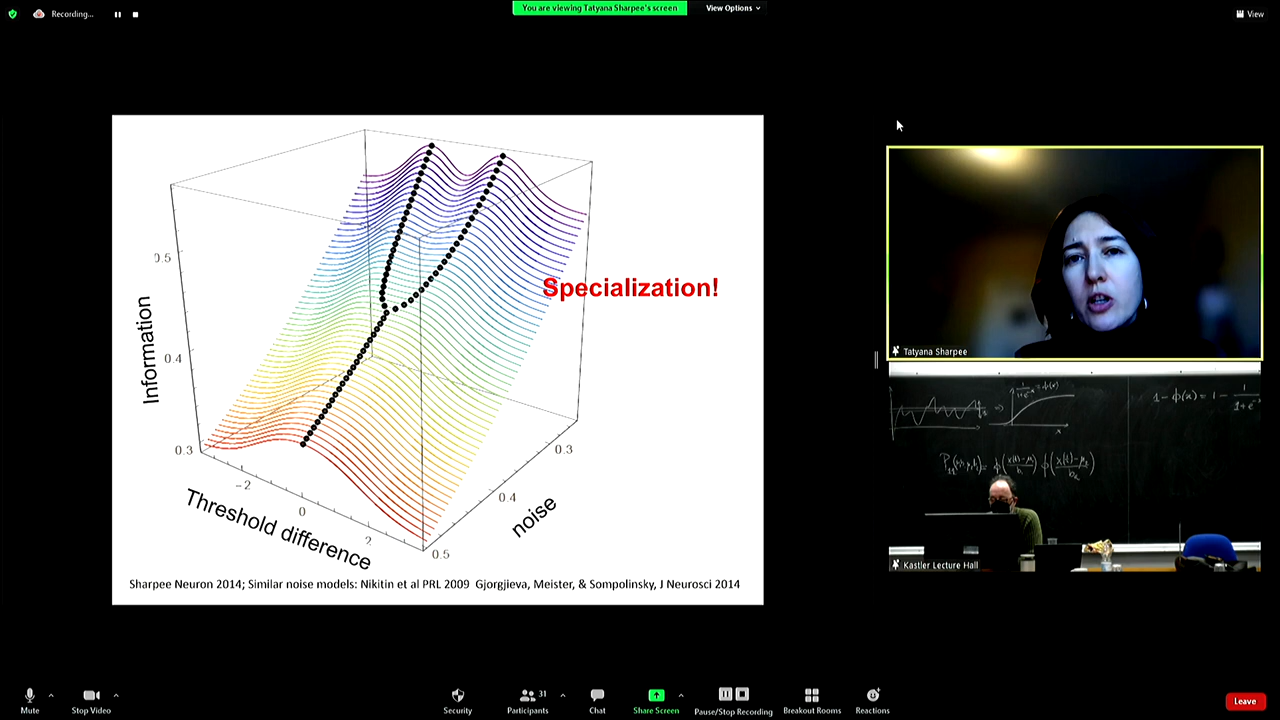 Recording...
You are viewing Tatyana Sharpee's screen
View Options
View
0.5
0.4
0.3
Information
−2
0
2
Threshold difference
0.3
0.4
0.5
noise
Specialization!
Sharpee Neuron 2014; Similar noise models: Nikitin et al PRL 2009 Gjorgjieva, Meister, & Sompolinsky, J Neurosci 2014
Tatyana Sharpee
1-ϕ(x) = 1 -
x
Kastler Lecture Hall
Mute
Stop Video
Security
Participants
31
Chat
Share Screen
Pause/Stop Recording
Breakout Rooms
Reactions
Leave